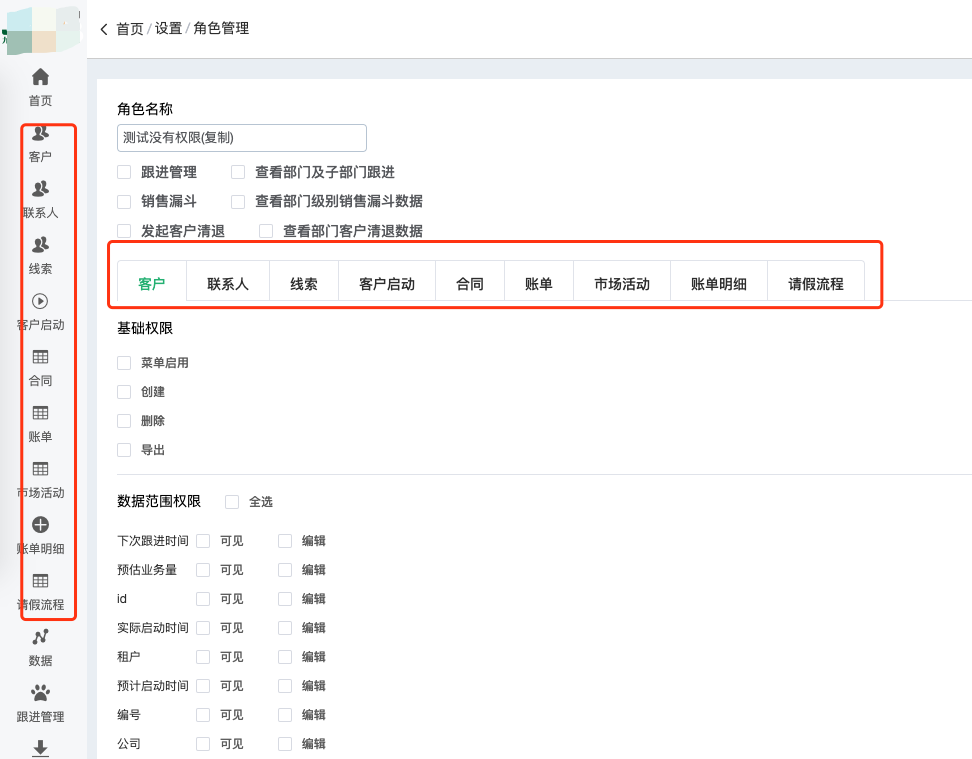 首页 / 设置 / 角色管理
首页
客户
联系人
线索
客户启动
合同
账单
市场活动
账单明细
请假流程
数据
跟进管理
角色名称
测试没有权限(复制)
跟进管理 查看部门及子部门跟进
销售漏斗 查看部门级别销售漏斗数据
发起客户清退 查看部门客户清退数据
客户 联系人 线索 客户启动 合同 账单 市场活动 账单明细 请假流程
基础权限
菜单启用
创建
删除
导出
数据范围权限 全选
下次跟进时间 可见 编辑
预估业务量 可见 编辑
id 可见 编辑
实际启动时间 可见 编辑
租户 可见 编辑
预计启动时间 可见 编辑
编号 可见 编辑
公司 可见 编辑